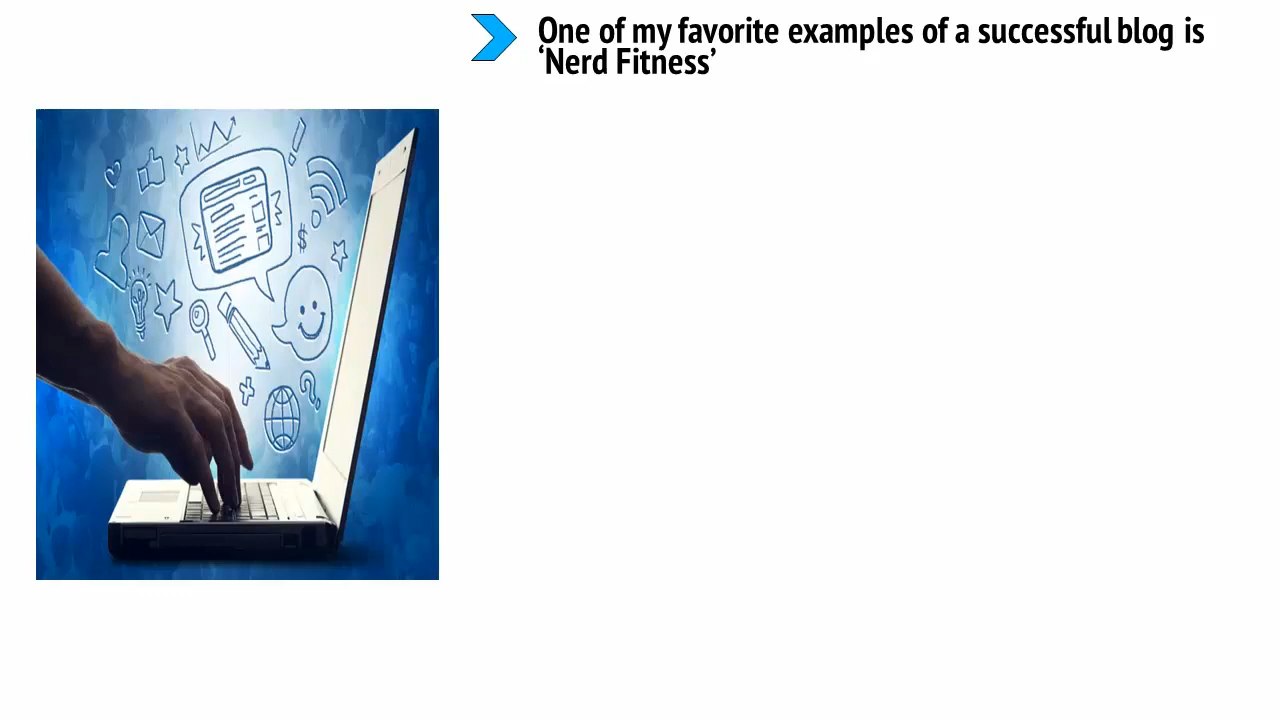 One of my favorite examples of a successful blog is
‘Nerd Fitness’